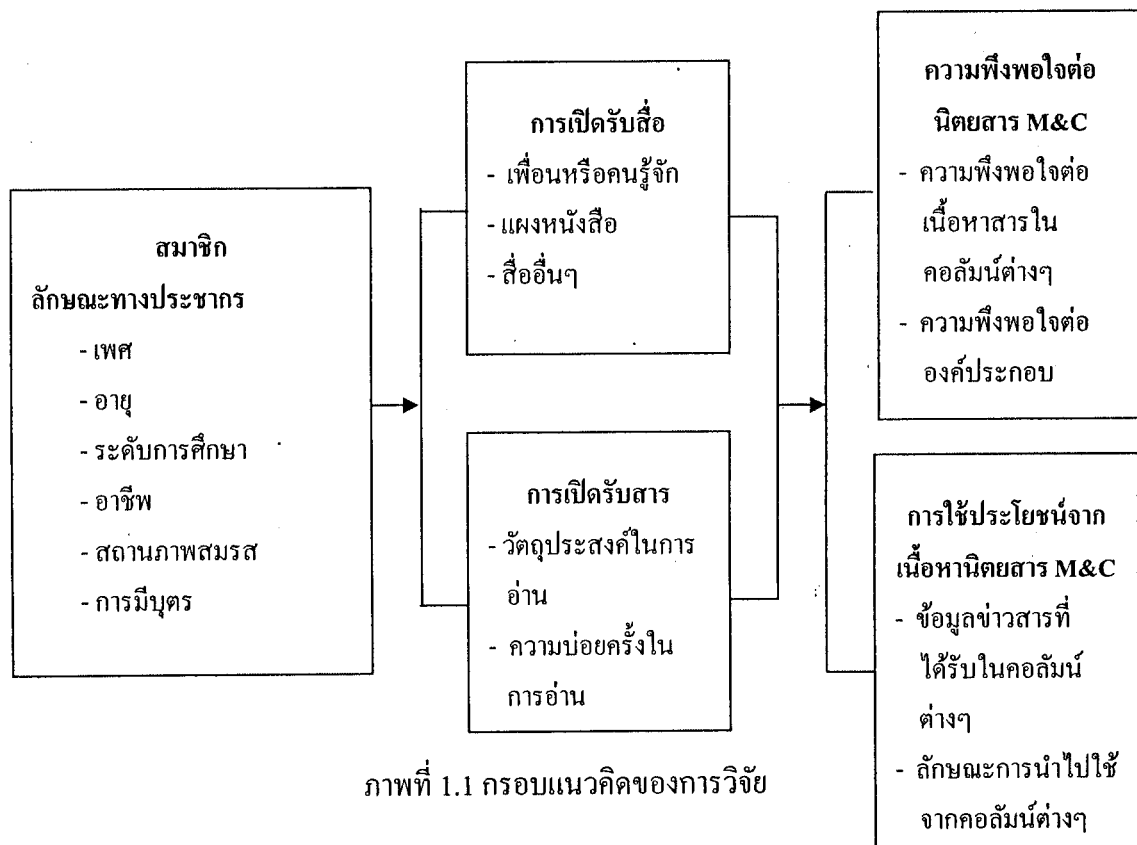 สมาชิก
ลักษณะทางประชากร
- เพศ
- อายุ
- ระดับการศึกษา
- อาชีพ
- สถานภาพสมรส
- การมีบุตร
การเปิดรับสื่อ
- เพื่อนหรือคนรู้จัก
- แผงหนังสือ
- สื่ออื่นๆ
การเปิดรับสาร
- วัตถุประสงค์ในการ
อ่าน
- ความบ่อยครั้งใน
การอ่าน
ความพึงพอใจต่อ
นิตยสาร M&C
- ความพึงพอใจต่อ
เนื้อหาสารใน
คอลัมน์ต่างๆ
- ความพึงพอใจต่อ
องค์ประกอบ
การใช้ประโยชน์จาก
เนื้อหานิตยสาร M&C
- ข้อมูลข่าวสารที่
ได้รับในคอลัมน์
ต่างๆ
- ลักษณะการนำไปใช้
จากคอลัมน์ต่างๆ
ภาพที่ 1.1 กรอบแนวคิดของการวิจัย